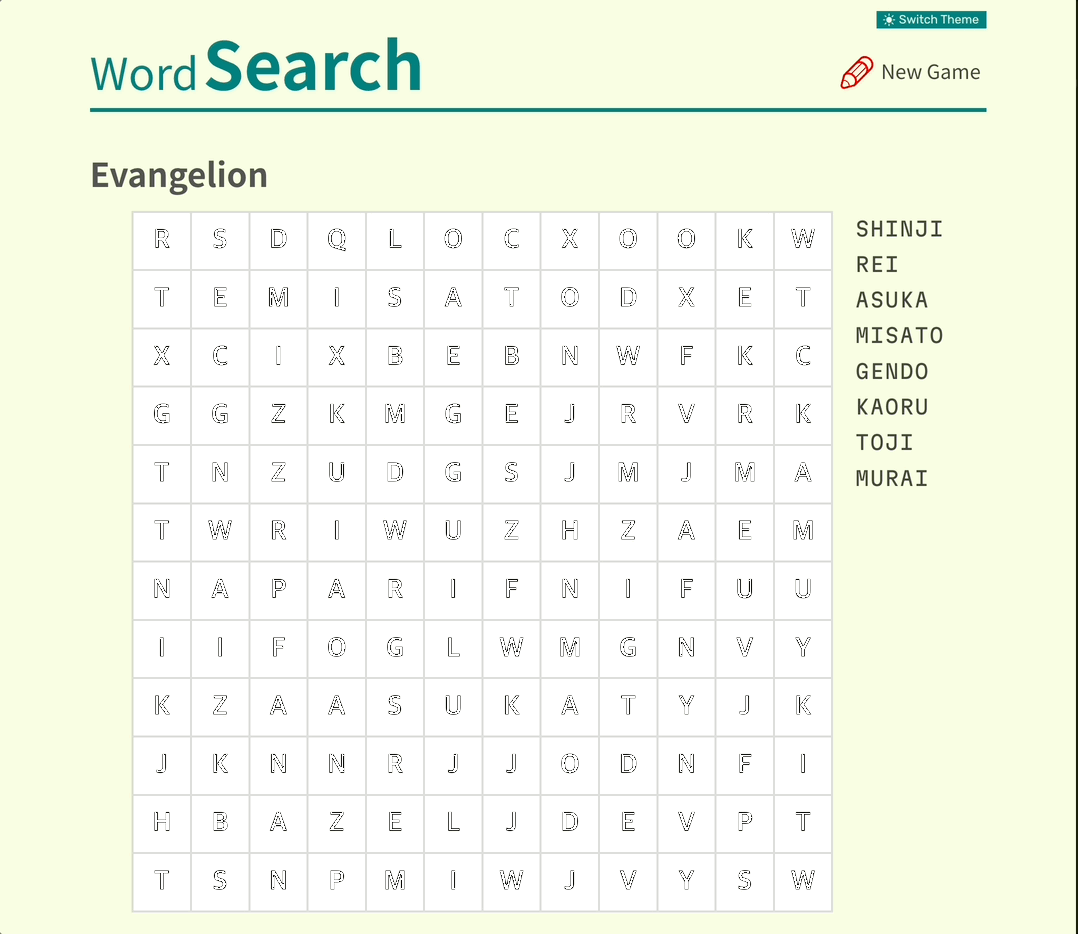 Switch Theme
Word Search
New Game
Evangelion
R S D Q L O C X O O K W
T E M I S A T O D X E T
X C I X B E B N W F K C
G G Z K M G E J R V R K
T N Z U D G S J M J M A
T W R I W U Z H Z A E M
N A P A R I F N I F U U
I I F O G L W M G N V Y
K Z A A S U K A T Y J K
J K N N R J J O D N F I
H B A Z E L J D E V P T
T S N P M I W J V Y S W
SHINJI
REI
ASUKA
MISATO
GENDO
KAORU
TOJI
MURAI